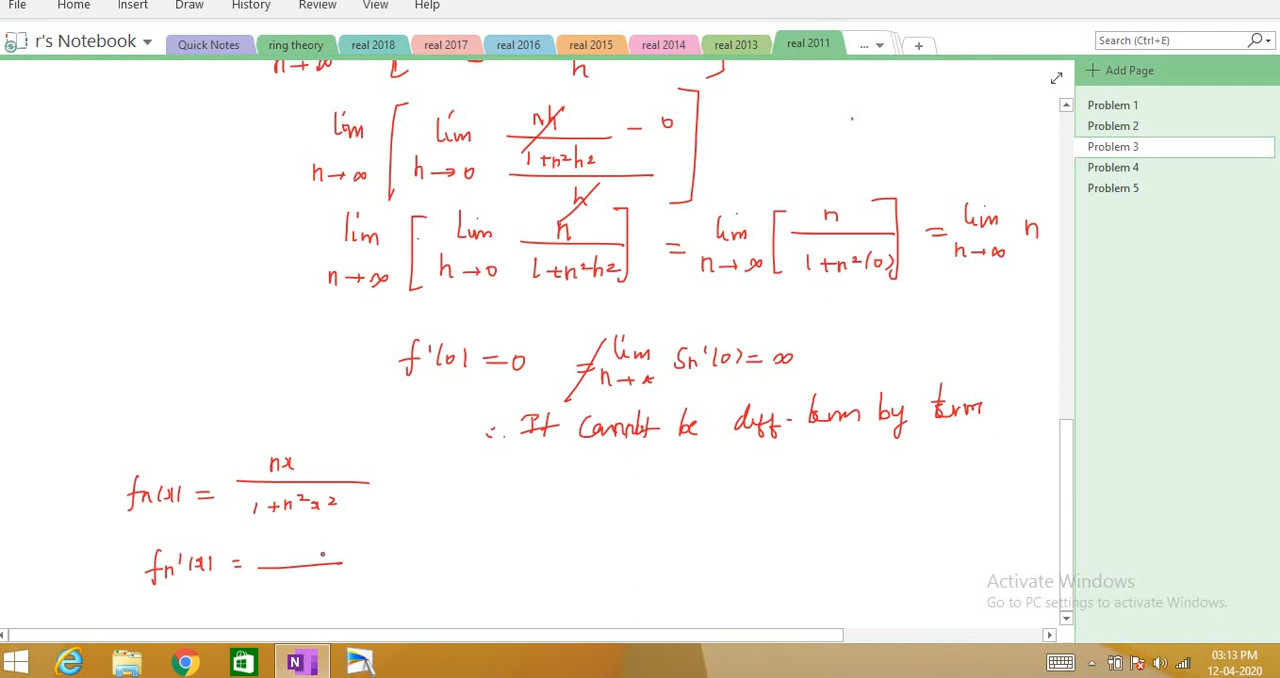 File Home Insert Draw History Review View Help
r's Notebook Quick Notes ring theory real 2018 real 2017 real 2016 real 2015 real 2014 real 2013 real 2011 ... + Search (Ctrl+E)
Add Page
Problem 1
Problem 2
Problem 3
Problem 4
Problem 5
n→∞ [ h ]
lim n→∞ [ lim h→0 (nh/(1+n²h²) − 0)/h ]
lim n→∞ [ lim h→0 n/(1+n²h²) ] = lim n→∞ [ n/(1+n²(0)) ] = lim n→∞ n
f'(0) = 0 ≠ lim n→∞ Sn'(0) = ∞
∴ It cannot be diff. term by term
fn(x) = nx/(1+n²x²)
fn'(x) =
Activate Windows
Go to PC settings to activate Windows.
03:13 PM
12-04-2020